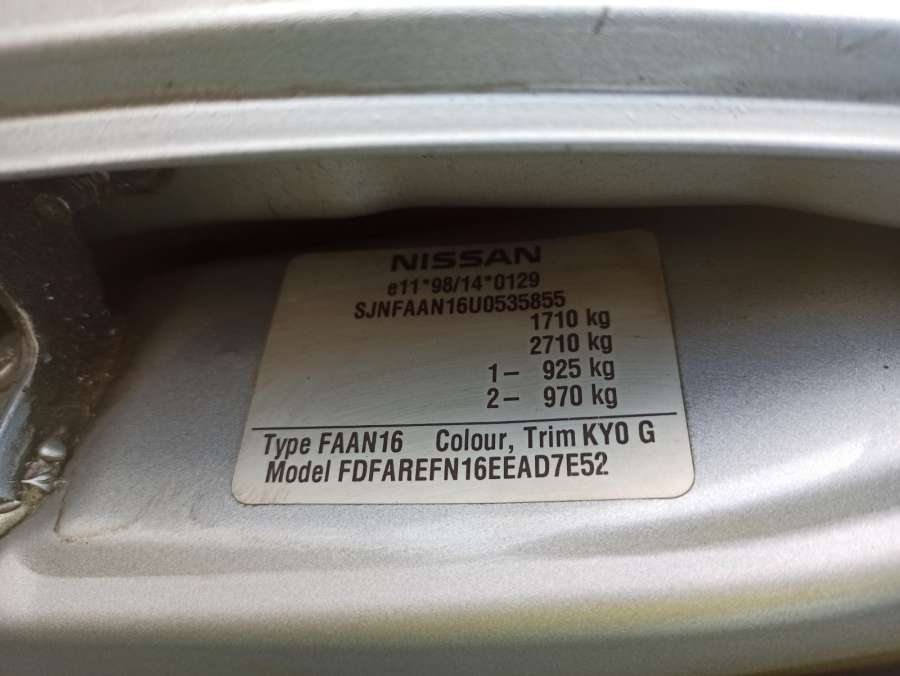 NISSAN
e11*98/14*0129
SJNFAAN16U0535855
1710 kg
2710 kg
1- 925 kg
2- 970 kg
Type FAAN16 Colour, Trim KY0 G
Model FDFAREFN16EEAD7E52